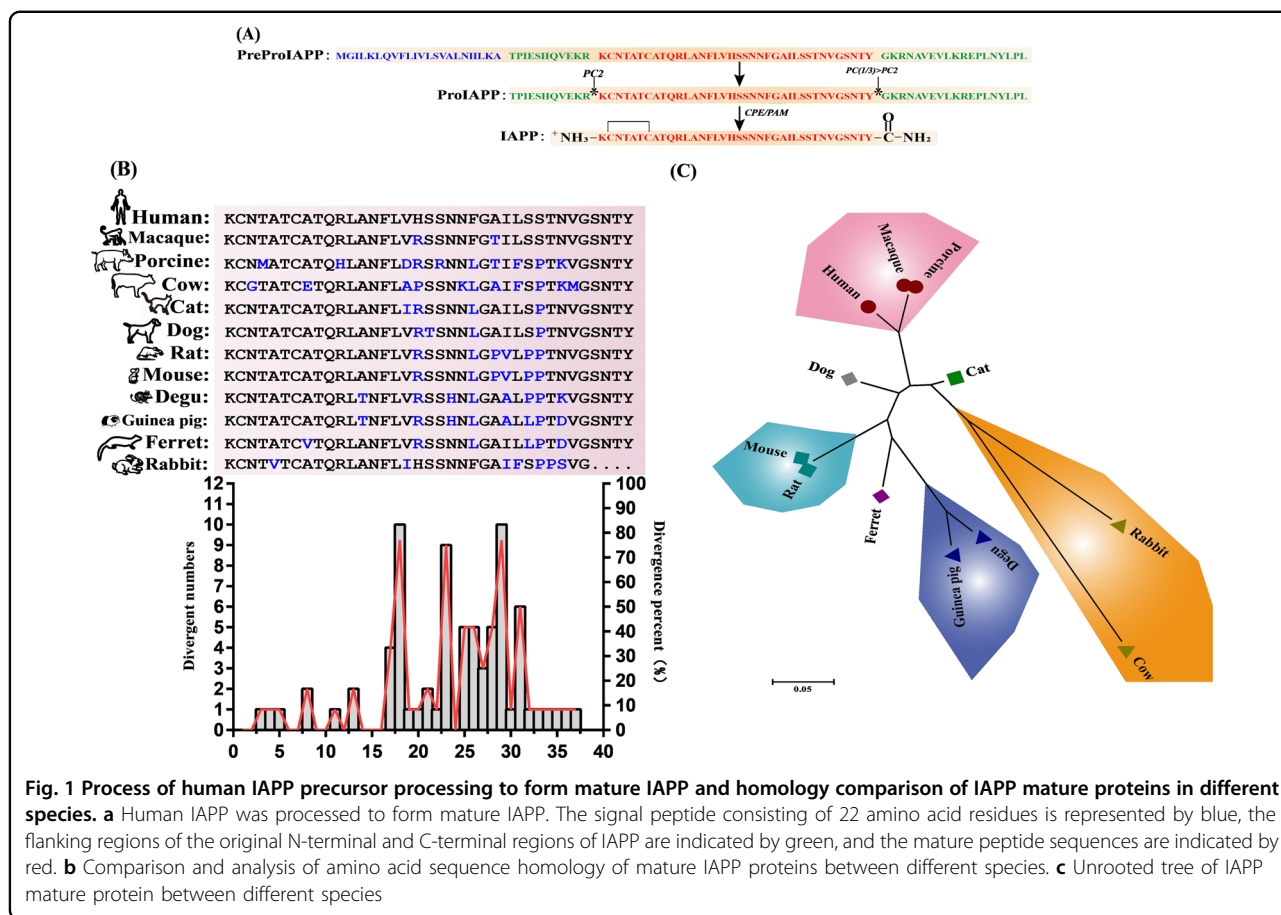 (A)
PreProIAPP: MGILKLQVFLIVLSVALNHLKA TPIESHQVEKR KCNTATCATQRLANFLVHSSNNFGAILSSTNVGSNTY GKRNAVEVLKREPLNYLPL
PC2 PC(1/3)>PC2
ProIAPP: TPIESHQVEKR*KCNTATCATQRLANFLVHSSNNFGAILSSTNVGSNTY*GKRNAVEVLKREPLNYLPL
CPE/PAM
O
IAPP: +NH₃-KCNTATCATQRLANFLVHSSNNFGAILSSTNVGSNTY-C-NH₂
(B)
Human: KCNTATCATQRLANFLVHSSNNFGAILSSTNVGSNTY
Macaque: KCNTATCATQRLANFLVRSSNNFGTILSSTNVGSNTY
Porcine: KCNMATCATQHLANFLDRSRNNLGTIFSPTKVGSNTY
Cow: KCGTATCETQRLANFLAPSSNKLGAIFSPTKMGSNTY
Cat: KCNTATCATQRLANFLIRSSNNLGAILSPTNVGSNTY
Dog: KCNTATCATQRLANFLVRTSNNLGAILSPTNVGSNTY
Rat: KCNTATCATQRLANFLVRSSNNLGPVLPPTNVGSNTY
Mouse: KCNTATCATQRLANFLVRSSNNLGPVLPPTNVGSNTY
Degu: KCNTATCATQRLTNFLVRSSHNLGAALPPTKVGSNTY
Guinea pig: KCNTATCATQRLTNFLVRSSHNLGAALLPTDVGSNTY
Ferret: KCNTATCVTQRLANFLVRSSNNLGAILLPTDVGSNTY
Rabbit: KCNTVTCATQRLANFLIHSSNNFGAIFSPPSVG....
Divergent numbers
12
11
10
9
8
7
6
5
4
3
2
1
0
0 5 10 15 20 25 30 35 40
100
90
80
70
60
50
40
30
20
10
0
Divergence percent (%)
(C)
Macaque
Porcine
Human
Dog
Cat
Mouse
Rat
Ferret
Guinea pig
Degu
Rabbit
Cow
0.05
Fig. 1 Process of human IAPP precursor processing to form mature IAPP and homology comparison of IAPP mature proteins in different
species. a Human IAPP was processed to form mature IAPP. The signal peptide consisting of 22 amino acid residues is represented by blue, the
flanking regions of the original N-terminal and C-terminal regions of IAPP are indicated by green, and the mature peptide sequences are indicated by
red. b Comparison and analysis of amino acid sequence homology of mature IAPP proteins between different species. c Unrooted tree of IAPP
mature protein between different species